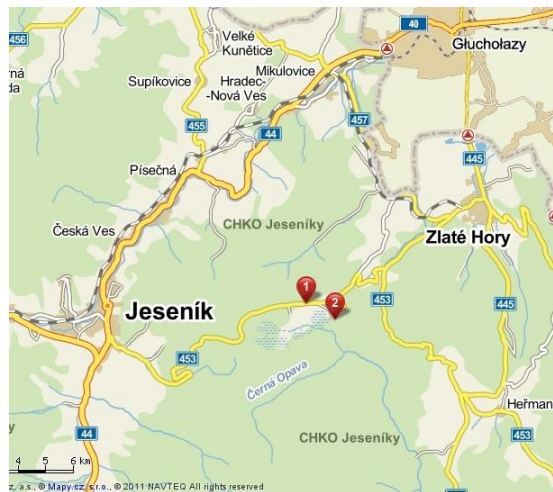 40
456
Velké
Kunětice
Głuchołazy
Mikulovice
Supíkovice
Hradec-
-Nová Ves
457
455
44
Písečná
445
CHKO Jeseníky
Česká Ves
Zlaté Hory
1
2
453
445
Jeseník
453
Černá Opava
Heřman
44
CHKO Jeseníky
453
4 5 6 km
z, a.s., © Mapy.cz, s.r.o., © 2011 NAVTEQ All rights reserved